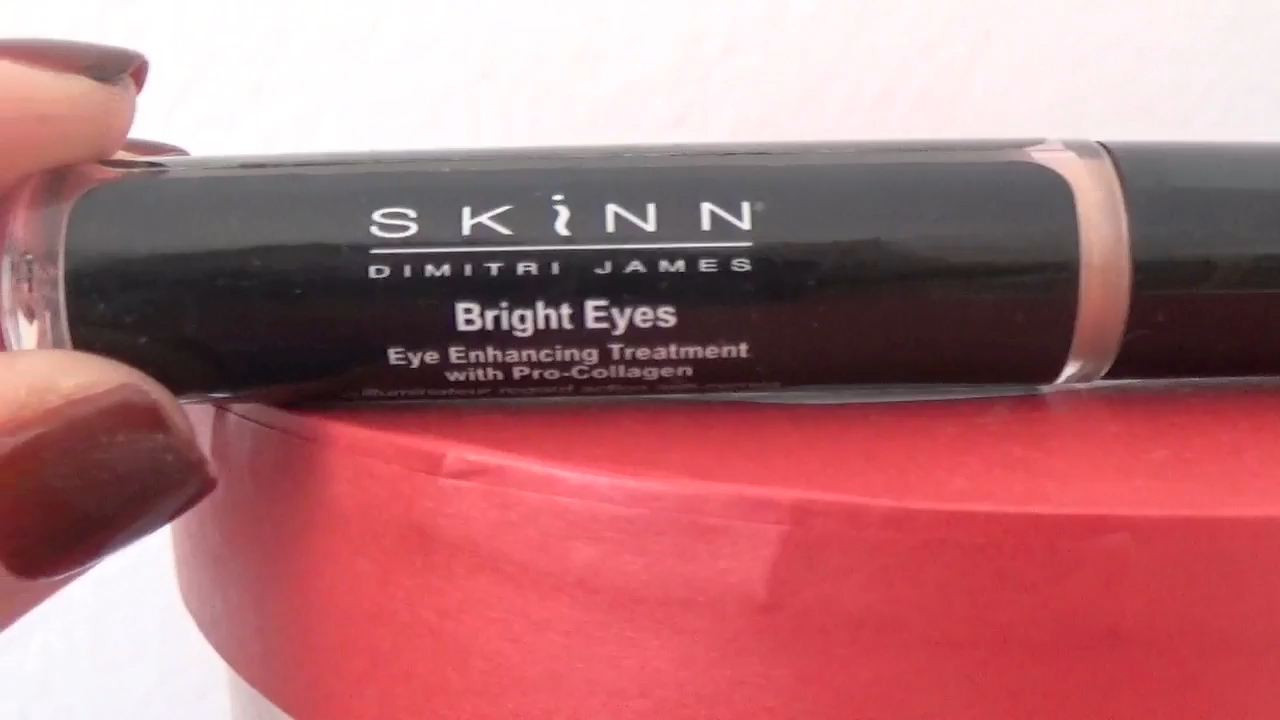 SKiNN
DIMITRI JAMES
Bright Eyes
Eye Enhancing Treatment
with Pro-Collagen